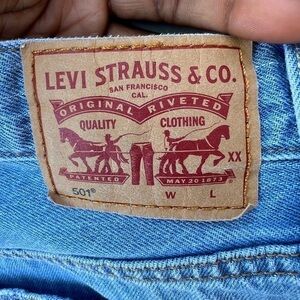 LEVI STRAUSS & CO.
SAN FRANCISCO
CAL.
ORIGINAL RIVETED
QUALITY CLOTHING
XX
PATENTED MAY 20 1873
501® W L